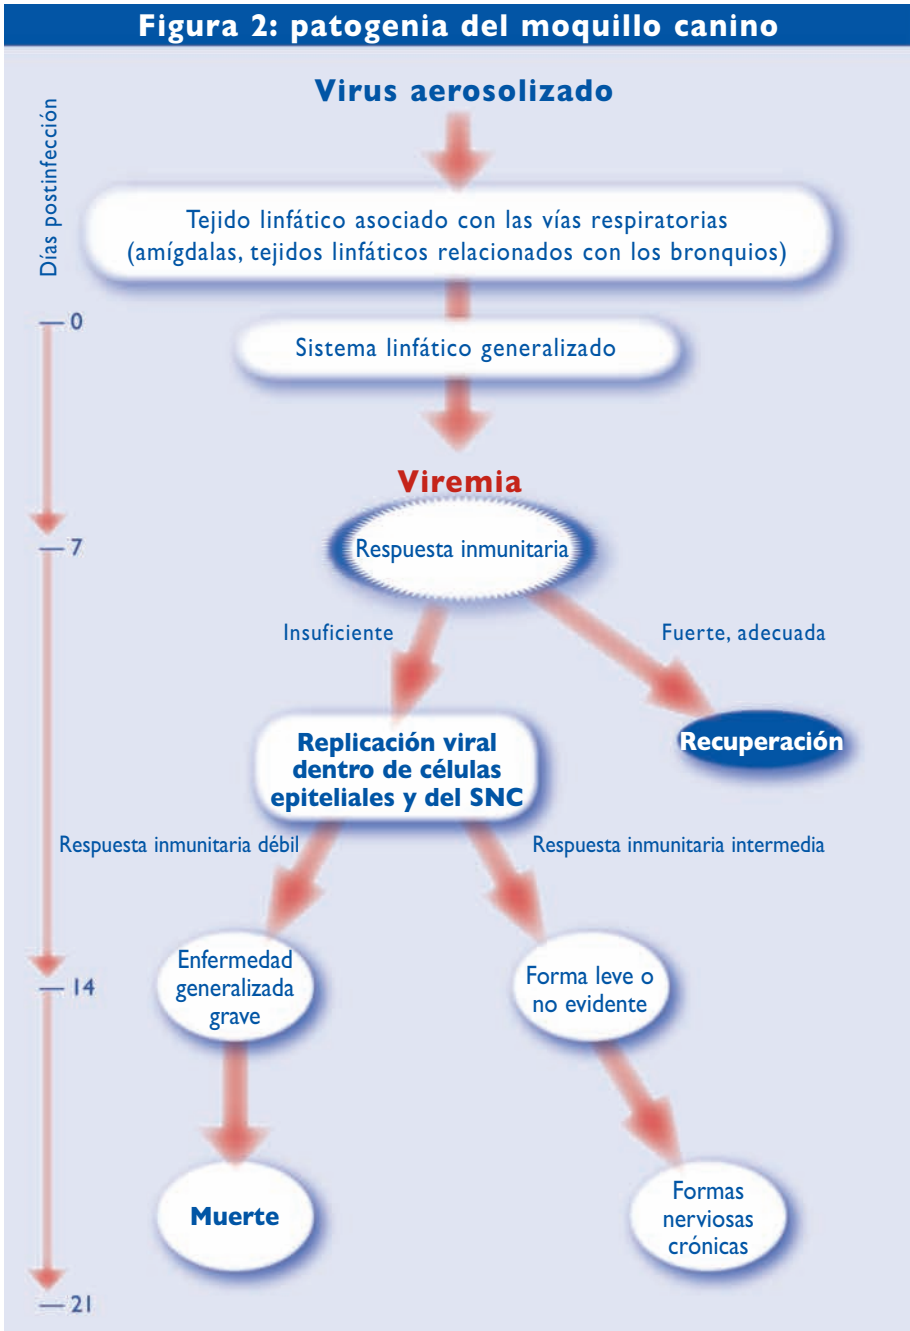 Figura 2: patogenia del moquillo canino
Virus aerosolizado
Días postinfección
Tejido linfático asociado con las vías respiratorias
(amígdalas, tejidos linfáticos relacionados con los bronquios)
0
Sistema linfático generalizado
Viremia
7
Respuesta inmunitaria
Insuficiente
Fuerte, adecuada
Replicación viral
dentro de células
epiteliales y del SNC
Recuperación
Respuesta inmunitaria débil
Respuesta inmunitaria intermedia
Enfermedad
generalizada
grave
Forma leve o
no evidente
14
Muerte
Formas
nerviosas
crónicas
21